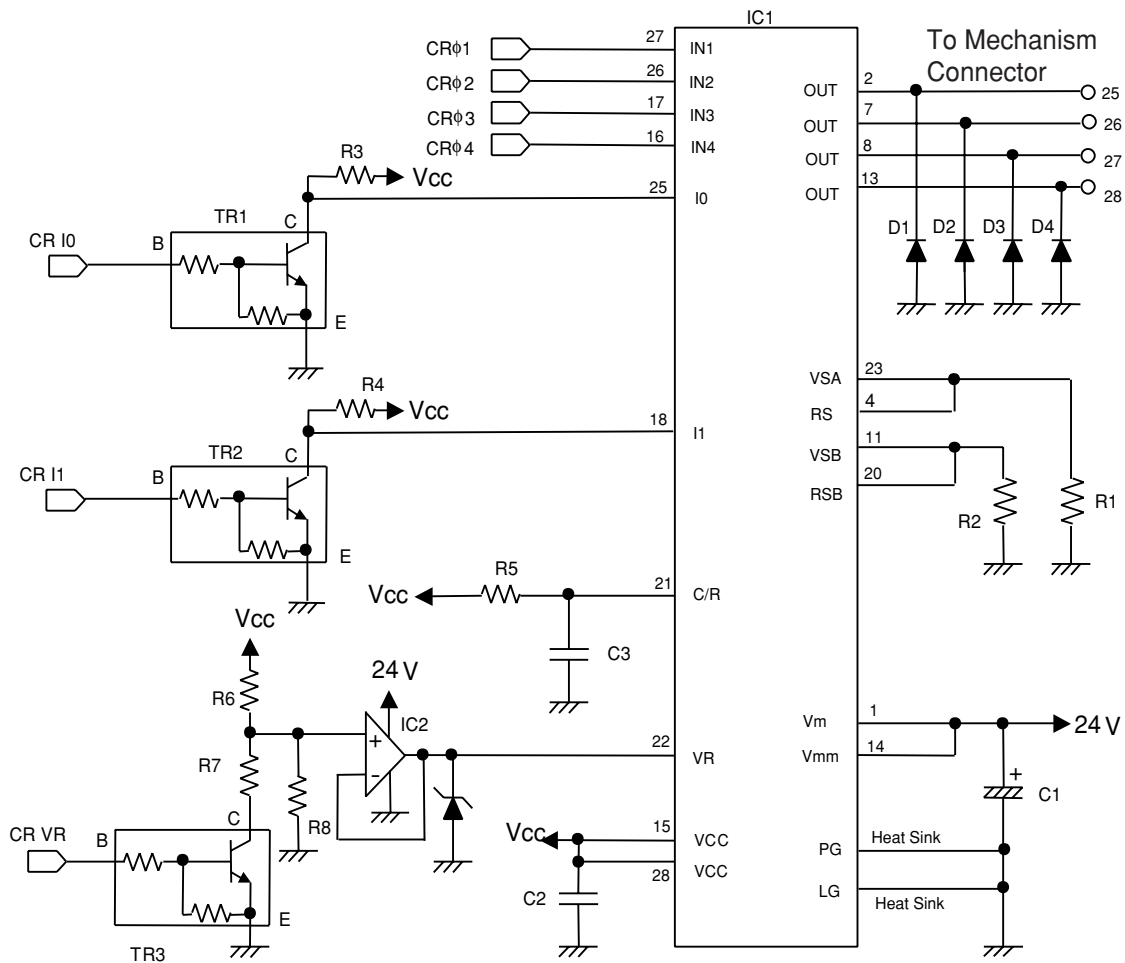 IC1
CRϕ1
27
IN1
To Mechanism
Connector
CRϕ2
26
IN2
OUT
2
25
CRϕ3
17
IN3
OUT
7
26
CRϕ4
16
IN4
OUT
8
27
R3
Vcc
25
I0
OUT
13
28
TR1
C
D1
D2
D3
D4
CR I0
B
E
VSA
23
R4
Vcc
RS
4
18
I1
VSB
11
TR2
C
RSB
20
CR I1
B
R2
R1
E
R5
Vcc
21
C/R
Vcc
C3
R6
24 V
IC2
Vm
1
24 V
+
22
VR
Vmm
14
R7
-
+
C1
C
R8
CR VR
B
Vcc
15
VCC
PG
Heat Sink
28
VCC
C2
LG
Heat Sink
E
TR3